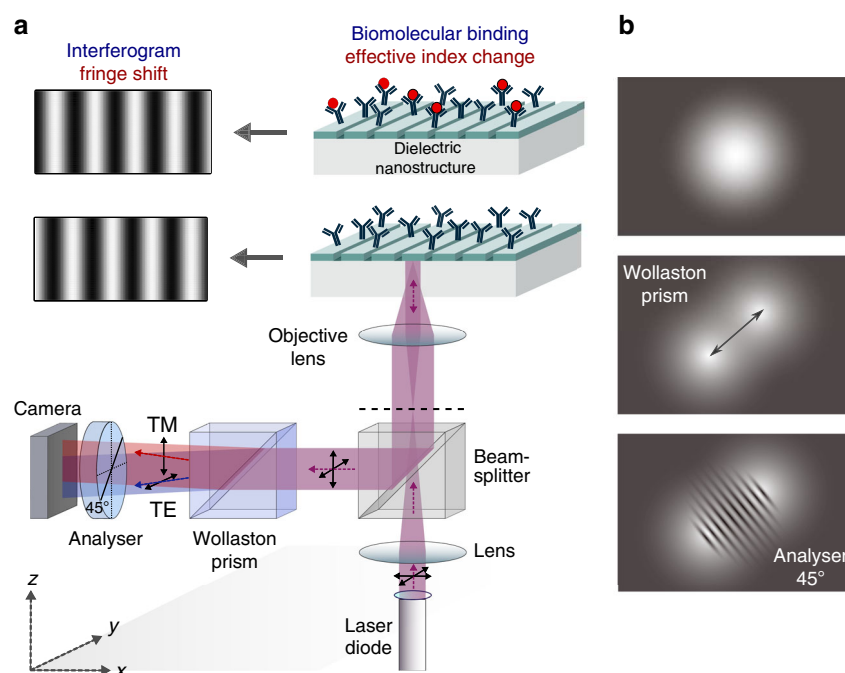 a
Interferogram
fringe shift
Biomolecular binding
effective index change
Dielectric
nanostructure
Objective
lens
Camera
TM
TE
45°
Analyser
Wollaston
prism
Beam-
splitter
Lens
Laser
diode
z
y
x
b
Wollaston
prism
Analyser
45°